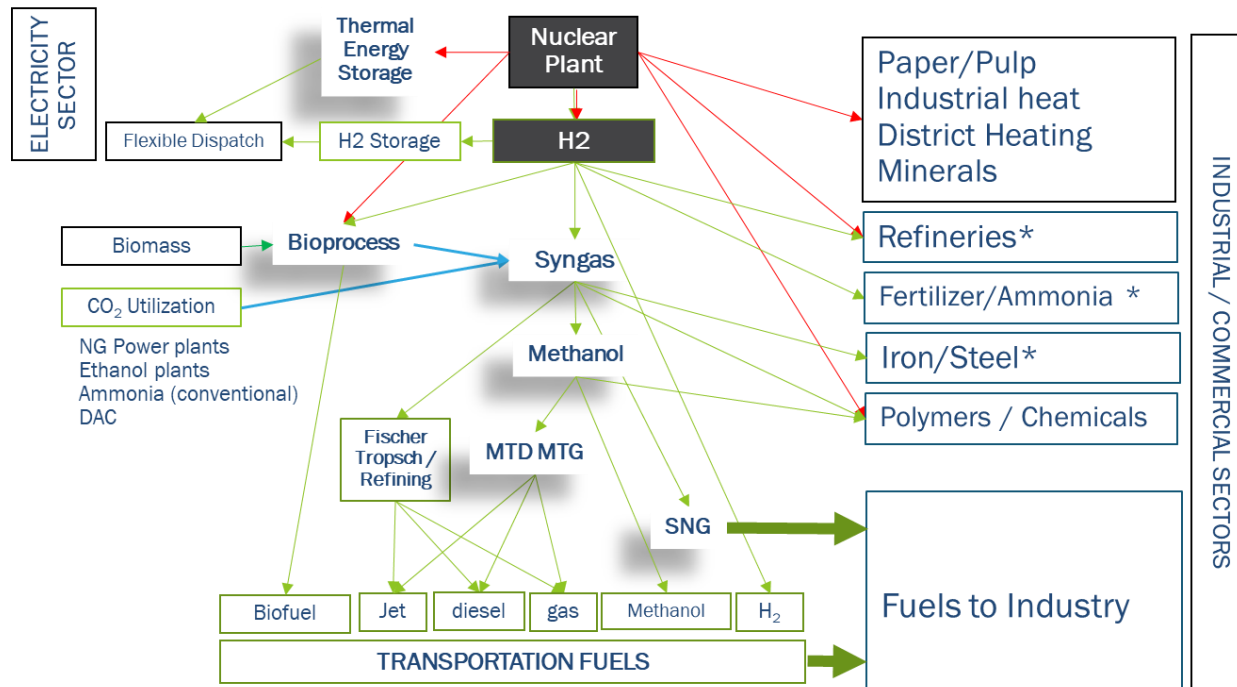 ELECTRICITY
SECTOR
Thermal
Energy
Storage
Nuclear
Plant
Flexible Dispatch
H2 Storage
H2
Paper/Pulp
Industrial heat
District Heating
Minerals
Biomass
Bioprocess
Syngas
Refineries*
CO₂ Utilization
Fertilizer/Ammonia *
NG Power plants
Ethanol plants
Ammonia (conventional)
DAC
Methanol
Iron/Steel*
Polymers / Chemicals
Fischer
Tropsch /
Refining
MTD MTG
SNG
Biofuel
Jet
diesel
gas
Methanol
H₂
TRANSPORTATION FUELS
Fuels to Industry
INDUSTRIAL / COMMERCIAL SECTORS